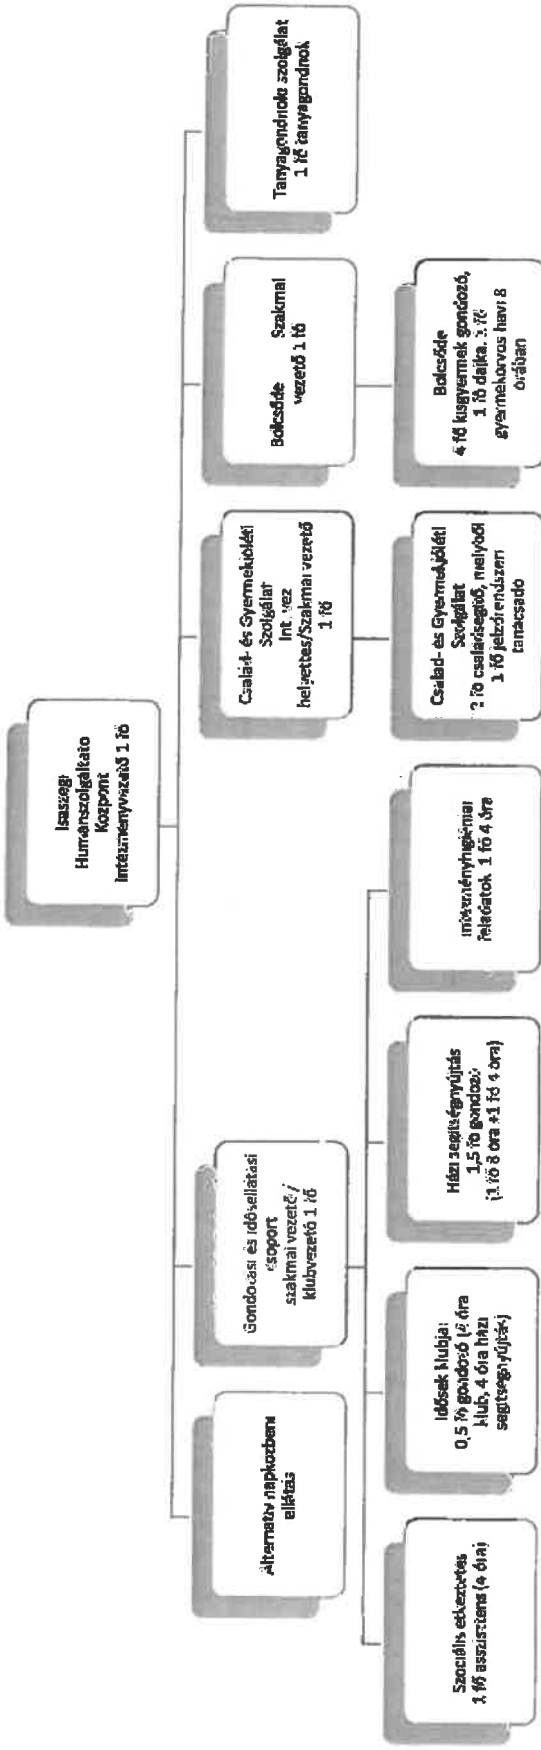 Isaszegi
Humánszolgáltató
Központ
Intézményvezető 1 fő
Alternatív napközbeni
ellátás
Gondozási és idősellátási
csoport
szakmai vezető /
klubvezető 1 fő
Család- és Gyermekjóléti
Szolgálat
Int. vez
helyettes/Szakmai vezető
1 fő
Bölcsőde Szakmai
vezető 1 fő
Tanyagondnoki szolgálat
1 fő tanyagondnok
Szociális étkeztetés
1 fő asszisztens (4 óra)
Idősek klubja:
0,5 fő gondozó (4 óra
klub, 4 óra házi
segítségnyújtás)
Házi segítségnyújtás
1,5 fő gondozó
(1 fő 8 óra +1 fő 4 óra)
Intézményhigiéniai
feladatok 1 fő 4 óra
Család- és Gyermekjóléti
Szolgálat
2 fő családsegítő, melyből
1 fő jelzőrendszeri
tanácsadó
Bölcsőde
4 fő kisgyermek gondozó,
1 fő dajka, 1 fő
gyermekorvos havi 8
órában